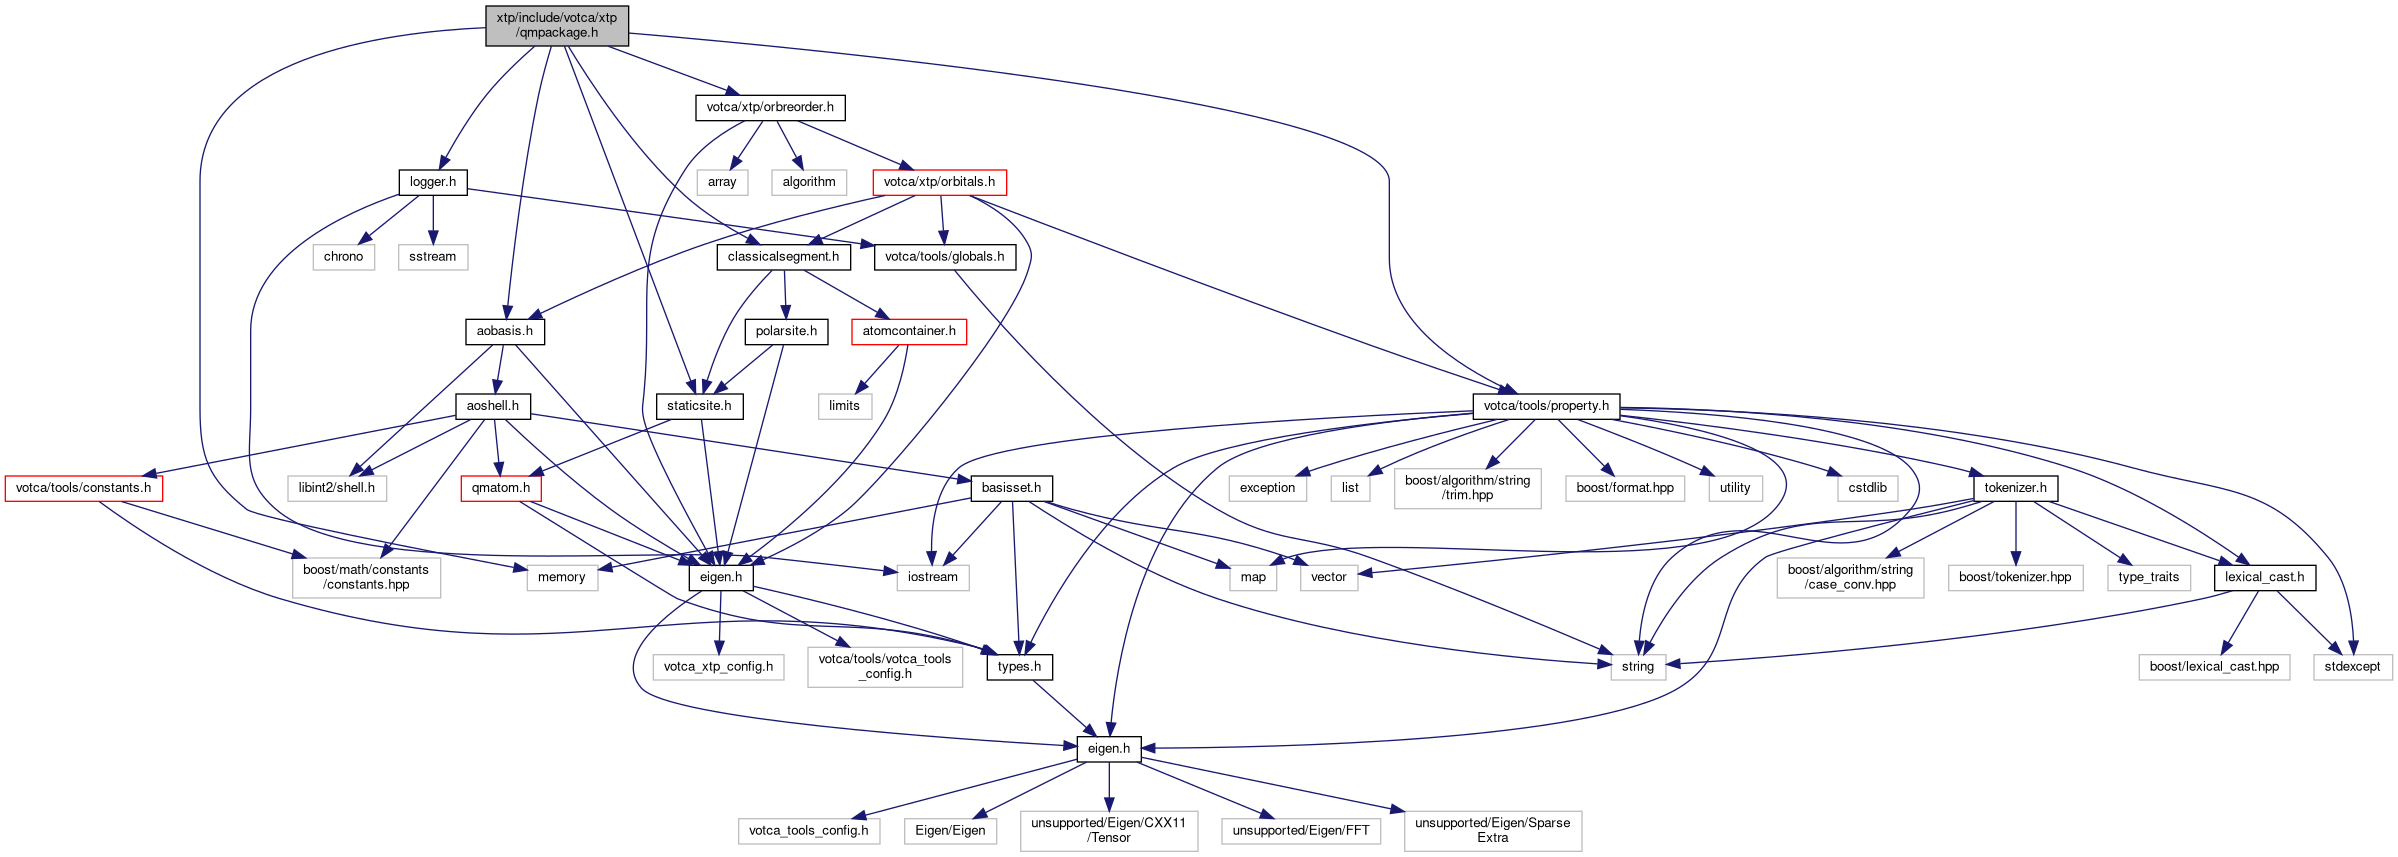 xtp/include/votca/xtp
/qmpackage.h
votca/xtp/orbreorder.h
logger.h
array
algorithm
votca/xtp/orbitals.h
chrono
sstream
classicalsegment.h
votca/tools/globals.h
aobasis.h
polarsite.h
atomcontainer.h
aoshell.h
staticsite.h
limits
votca/tools/property.h
votca/tools/constants.h
libint2/shell.h
qmatom.h
basisset.h
exception
list
boost/algorithm/string
/trim.hpp
boost/format.hpp
utility
cstdlib
tokenizer.h
boost/math/constants
/constants.hpp
memory
eigen.h
iostream
map
vector
boost/algorithm/string
/case_conv.hpp
boost/tokenizer.hpp
type_traits
lexical_cast.h
votca_xtp_config.h
votca/tools/votca_tools
_config.h
types.h
string
boost/lexical_cast.hpp
stdexcept
eigen.h
votca_tools_config.h
Eigen/Eigen
unsupported/Eigen/CXX11
/Tensor
unsupported/Eigen/FFT
unsupported/Eigen/Sparse
Extra